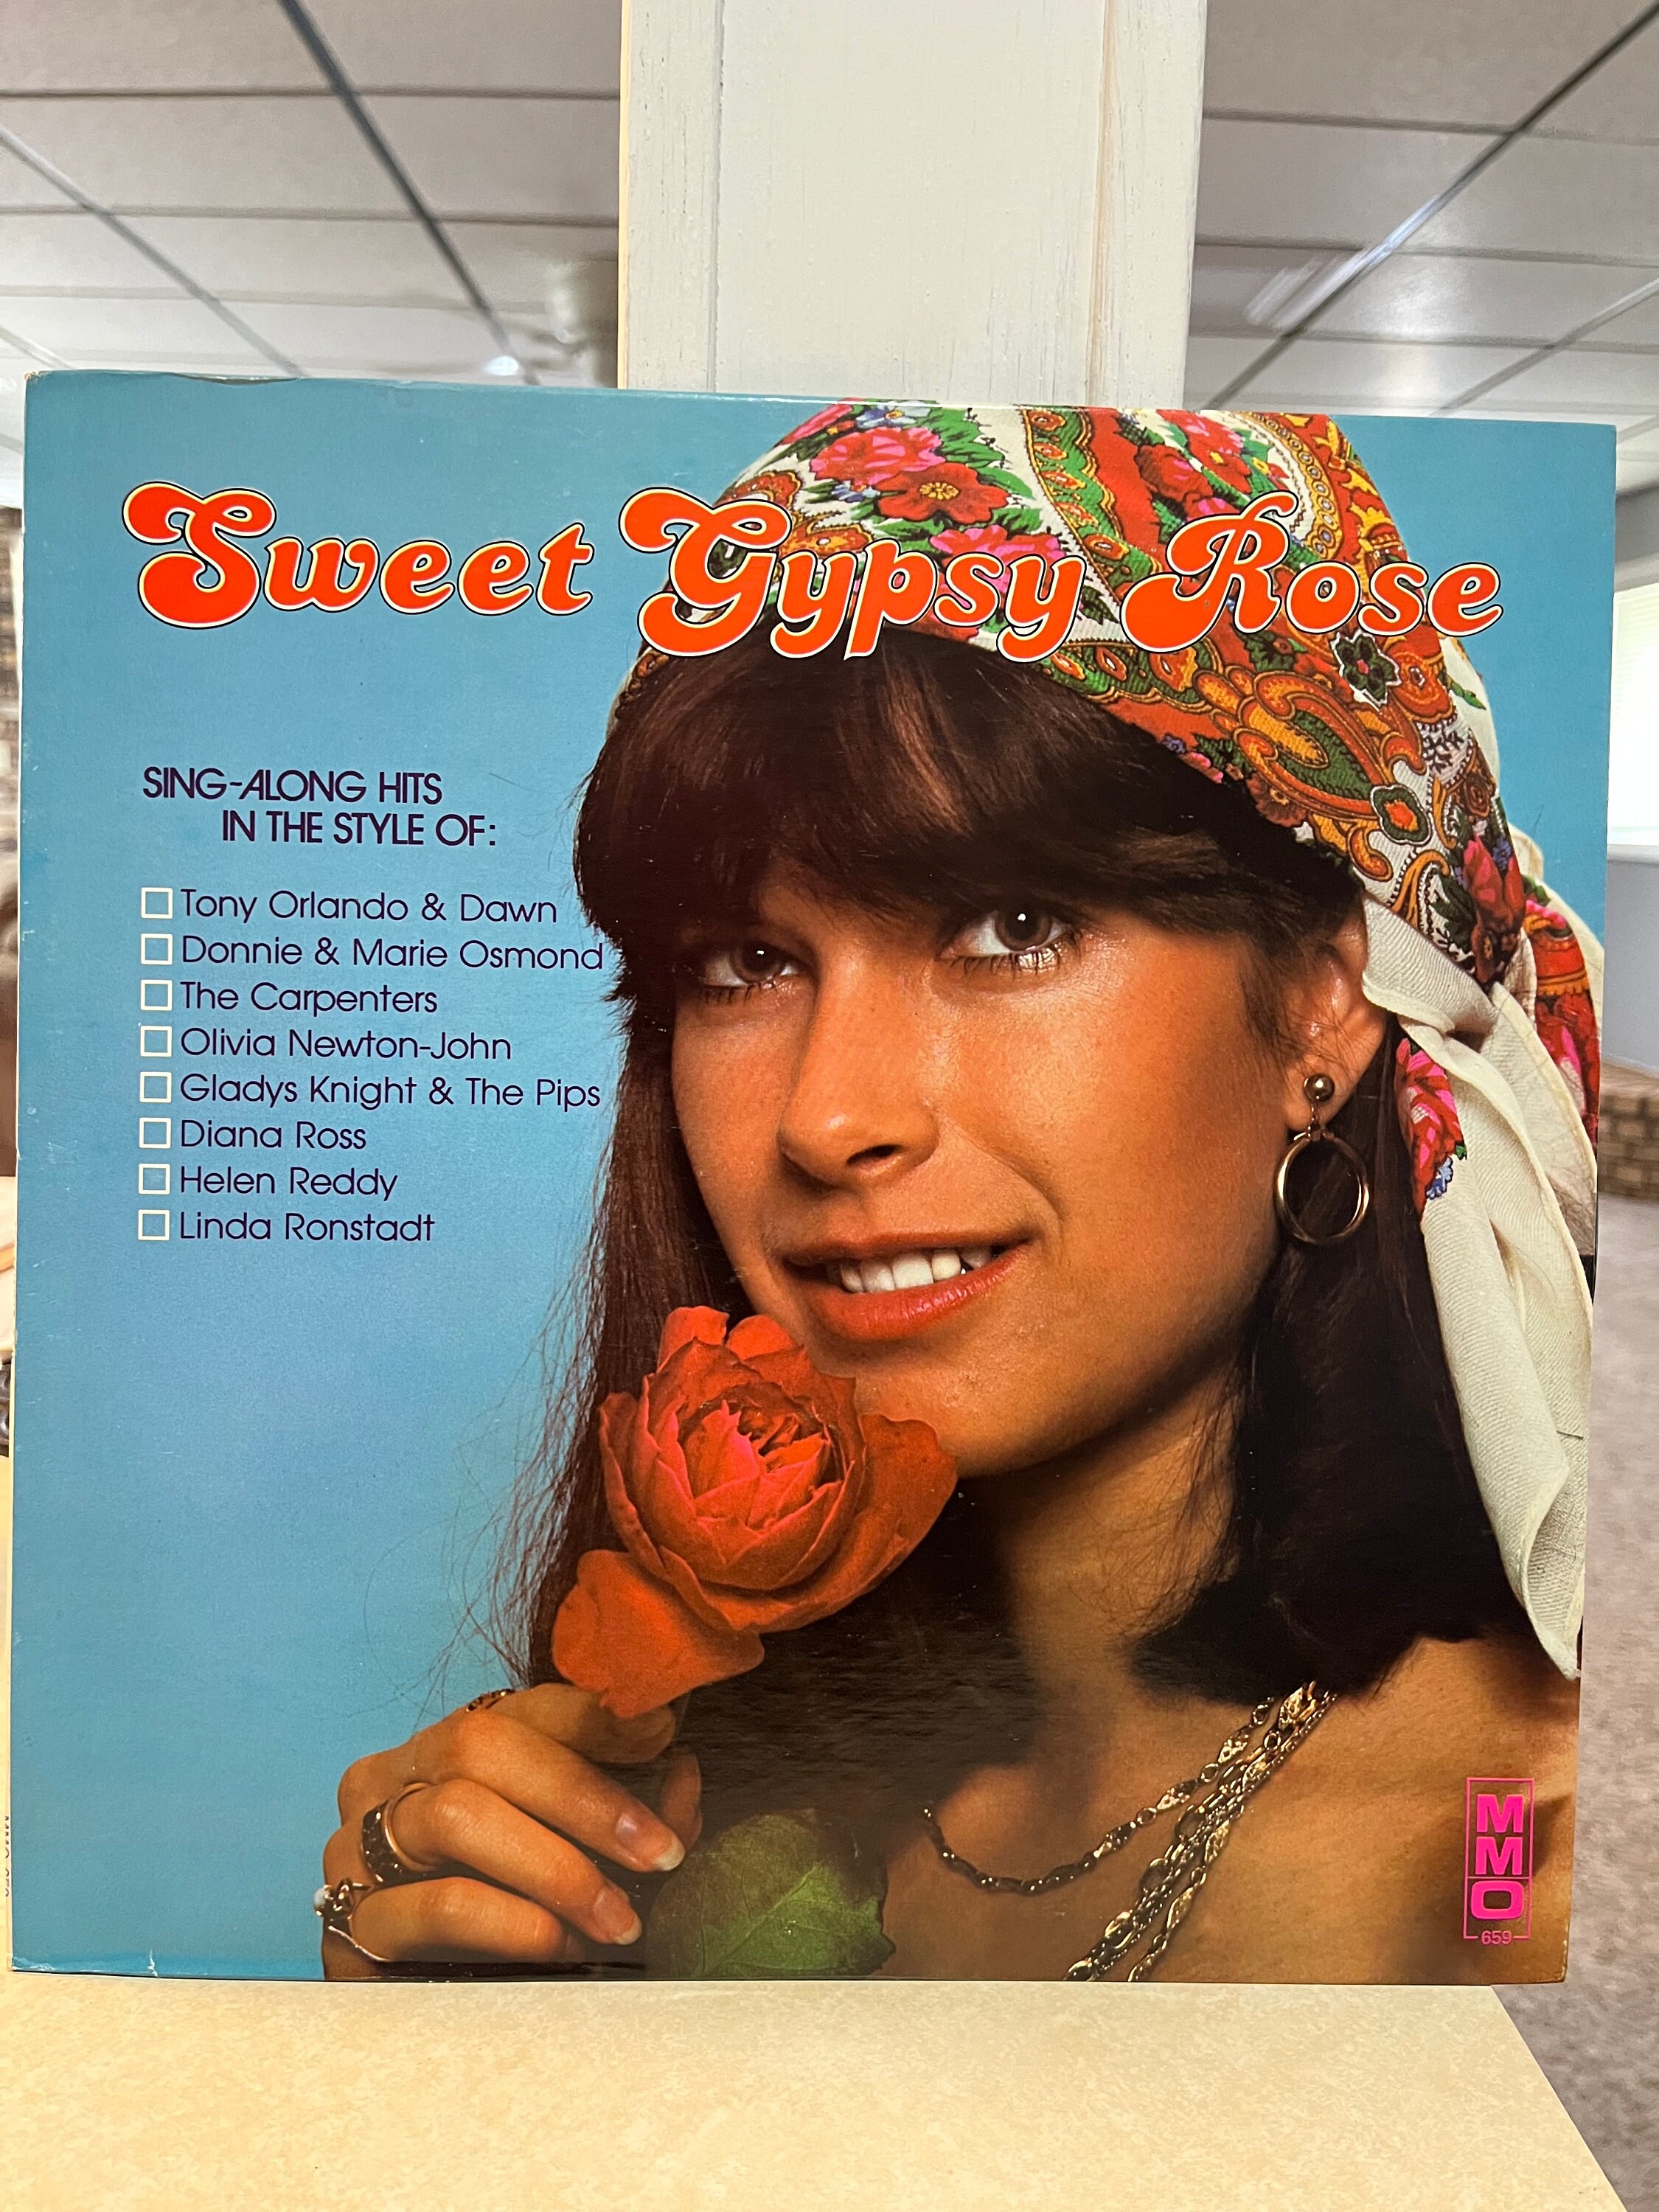 Sweet Gypsy Rose
SING-ALONG HITS
IN THE STYLE OF:
Tony Orlando & Dawn
Donnie & Marie Osmond
The Carpenters
Olivia Newton-John
Gladys Knight & The Pips
Diana Ross
Helen Reddy
Linda Ronstadt
MMO
659